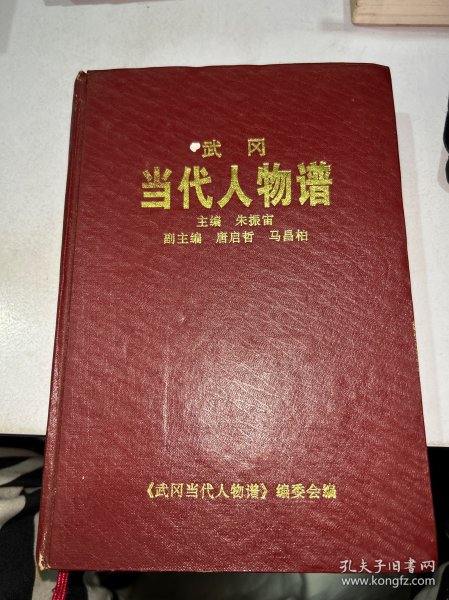 武冈
当代人物谱
主编 朱振宙
副主编 唐启哲 马昌柏
《武冈当代人物谱》编委会编
孔夫子旧书网
www.kongfz.com